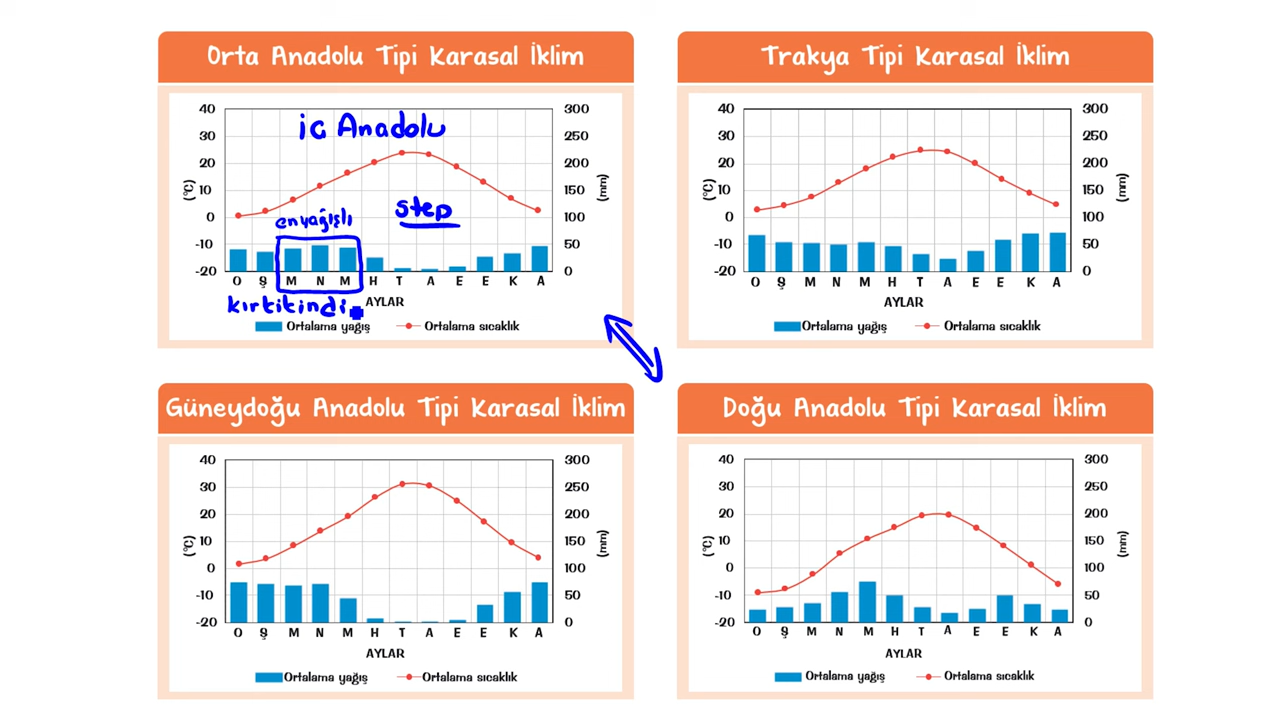 Orta Anadolu Tipi Karasal İklim
40 300
iç Anadolu
30 250
20 200
(°C) 10 150 (mm)
step
0 100
en yağışlı
-10 50
-20 0
O Ş M N M H T A E E K A
kırkikindi
AYLAR
Ortalama yağış Ortalama sıcaklık
Trakya Tipi Karasal İklim
40 300
30 250
20 200
(°C) 10 150 (mm)
0 100
-10 50
-20 0
O Ş M N M H T A E E K A
AYLAR
Ortalama yağış Ortalama sıcaklık
Güneydoğu Anadolu Tipi Karasal İklim
40 300
30 250
20 200
(°C) 10 150 (mm)
0 100
-10 50
-20 0
O Ş M N M H T A E E K A
AYLAR
Ortalama yağış Ortalama sıcaklık
Doğu Anadolu Tipi Karasal İklim
40 300
30 250
20 200
(°C) 10 150 (mm)
0 100
-10 50
-20 0
O Ş M N M H T A E E K A
AYLAR
Ortalama yağış Ortalama sıcaklık